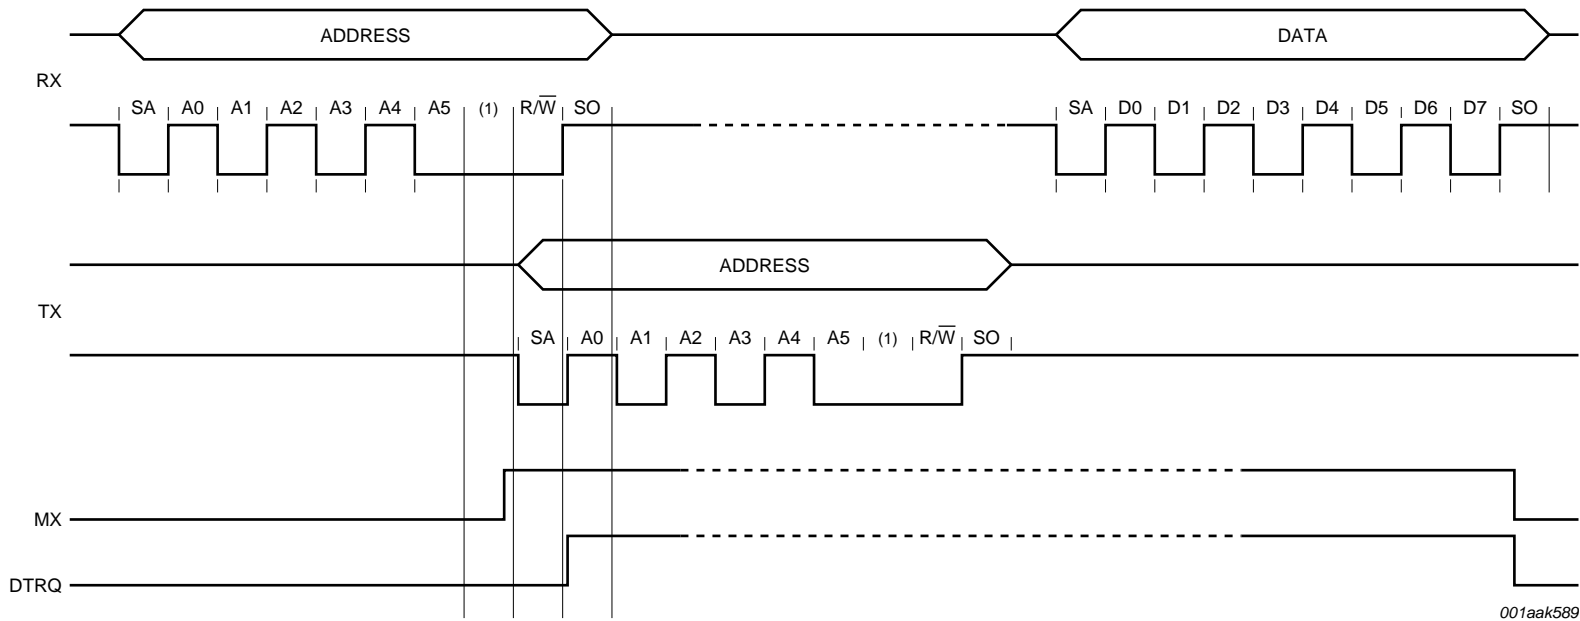 ADDRESS DATA
RX
SA A0 A1 A2 A3 A4 A5 (1) R/W̅ SO SA D0 D1 D2 D3 D4 D5 D6 D7 SO
ADDRESS
TX
SA A0 A1 A2 A3 A4 A5 (1) R/W̅ SO
MX
DTRQ
001aak589